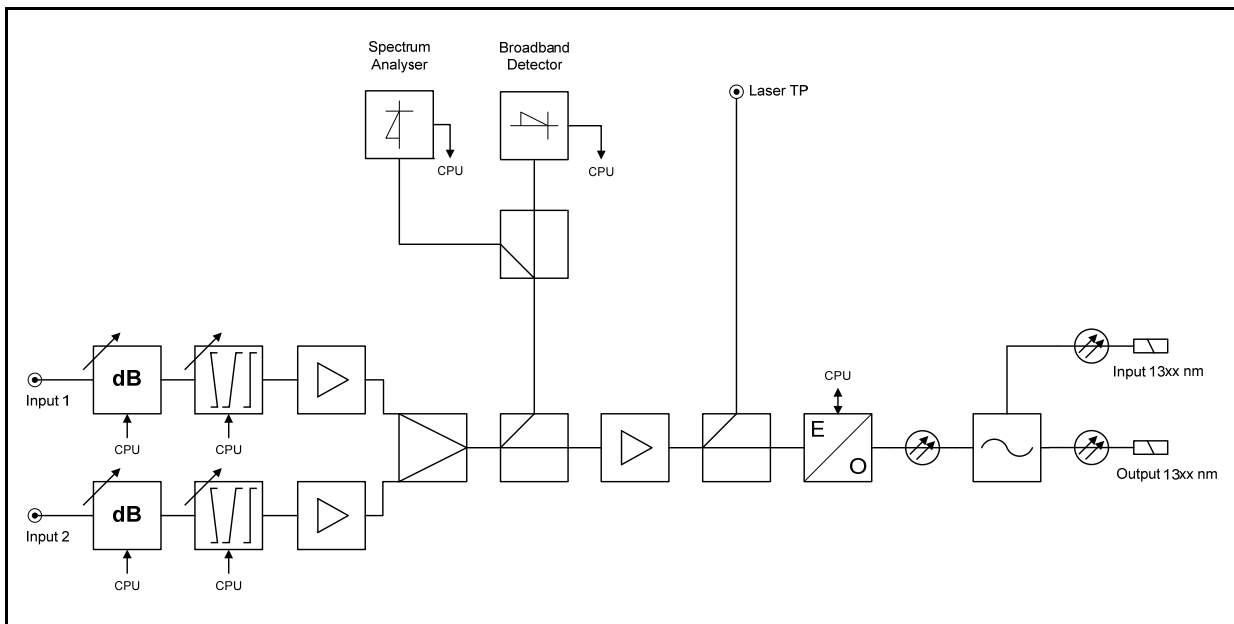 Spectrum
Analyser
Broadband
Detector
Laser TP
CPU
CPU
dB
Input 1
CPU
CPU
CPU
E
O
Input 13xx nm
Output 13xx nm
dB
Input 2
CPU
CPU